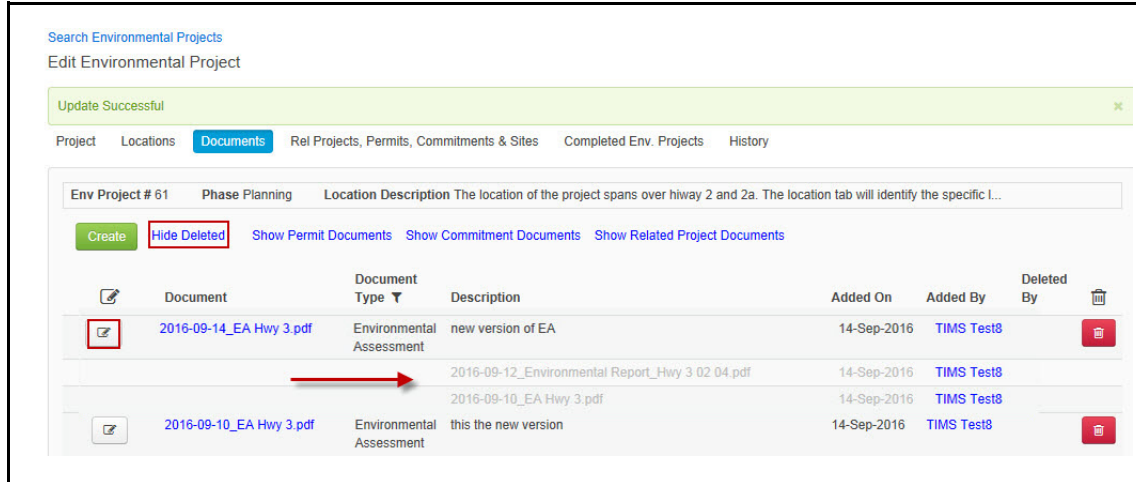 Search Environmental Projects
Edit Environmental Project
Update Successful ×
Project Locations Documents Rel Projects, Permits, Commitments & Sites Completed Env. Projects History
Env Project # 61 Phase Planning Location Description The location of the project spans over hiway 2 and 2a. The location tab will identify the specific l...
Create Hide Deleted Show Permit Documents Show Commitment Documents Show Related Project Documents
Document Document Type Description Added On Added By Deleted By
2016-09-14_EA Hwy 3.pdf Environmental Assessment new version of EA 14-Sep-2016 TIMS Test8
2016-09-12_Environmental Report_Hwy 3 02 04.pdf 14-Sep-2016 TIMS Test8
2016-09-10_EA Hwy 3.pdf 14-Sep-2016 TIMS Test8
2016-09-10_EA Hwy 3.pdf Environmental Assessment this the new version 14-Sep-2016 TIMS Test8